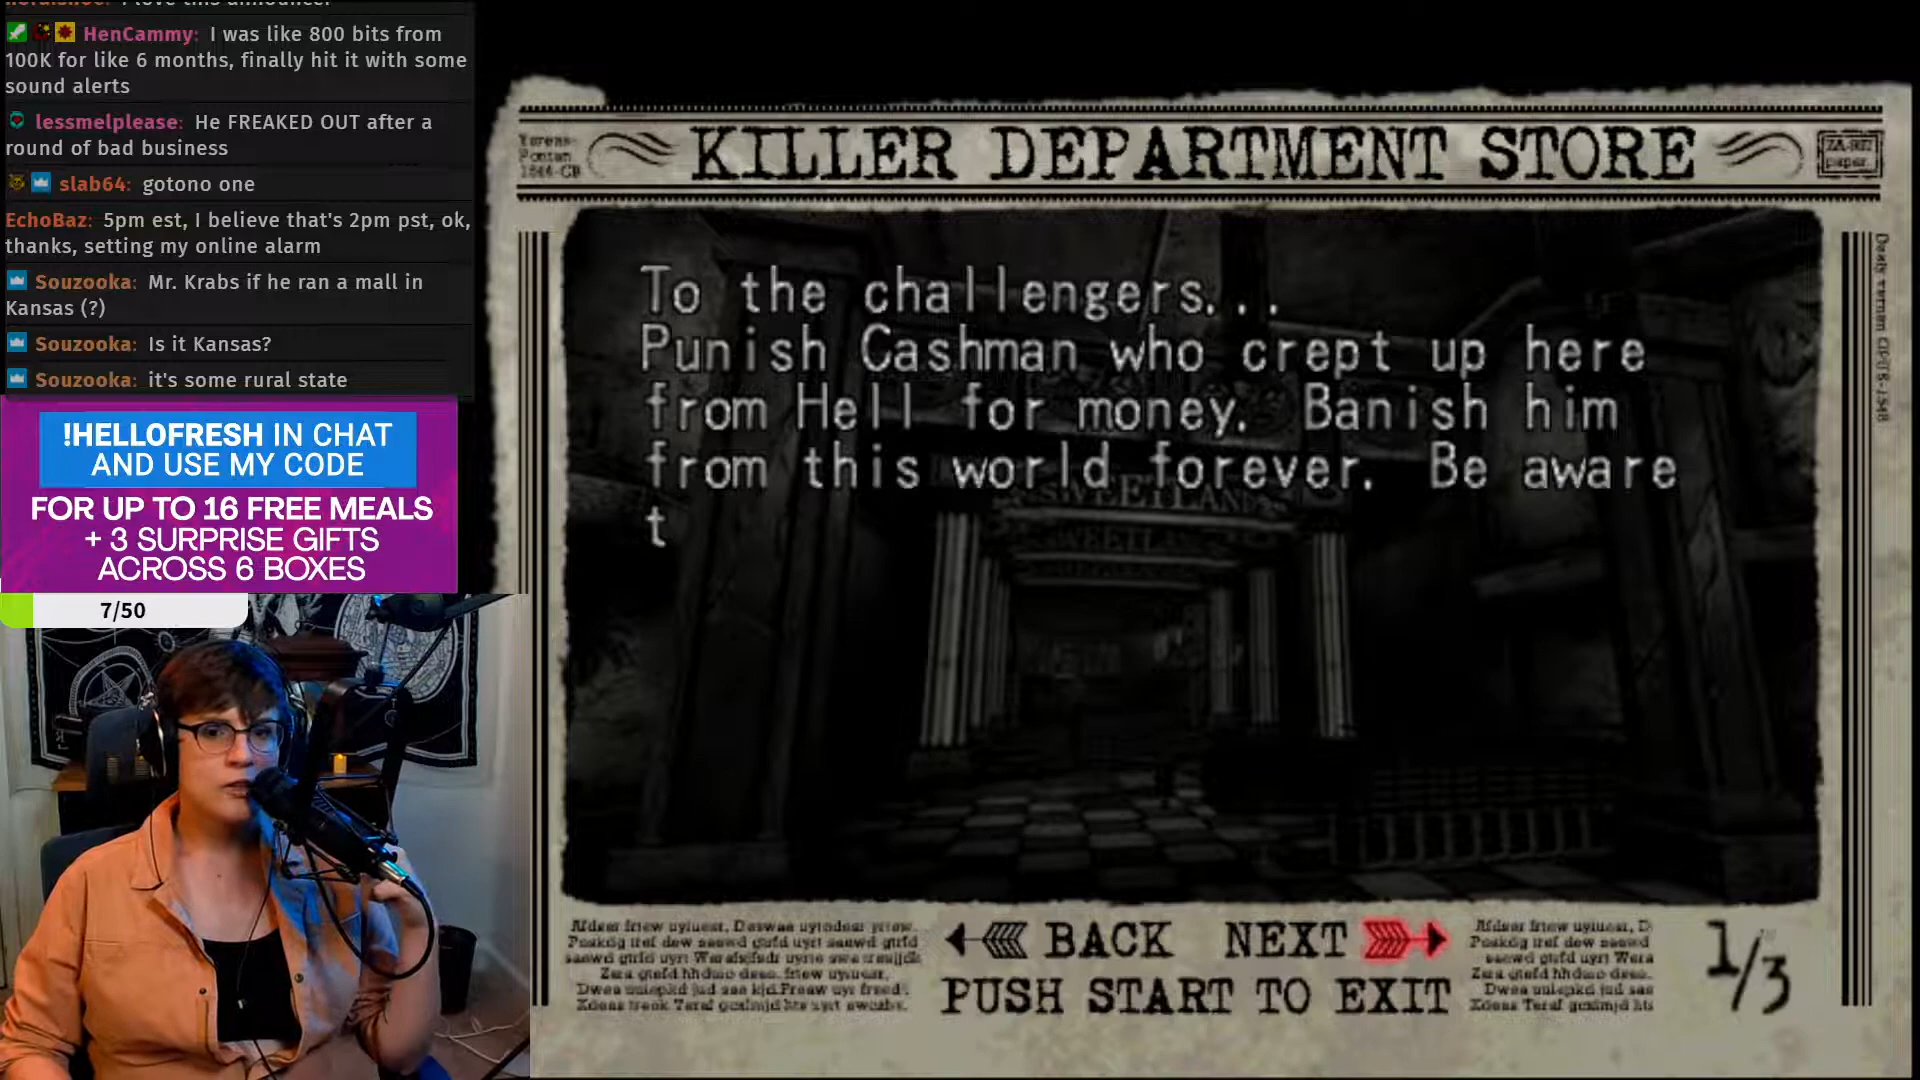 HenCammy: I was like 800 bits from
100K for like 6 months, finally hit it with some
sound alerts
lessmelplease: He FREAKED OUT after a
round of bad business
slab64: gotono one
EchoBaz: 5pm est, I believe that's 2pm pst, ok,
thanks, setting my online alarm
Souzooka: Mr. Krabs if he ran a mall in
Kansas (?)
Souzooka: Is it Kansas?
Souzooka: it's some rural state
!HELLOFRESH IN CHAT
AND USE MY CODE
FOR UP TO 16 FREE MEALS
+ 3 SURPRISE GIFTS
ACROSS 6 BOXES
7/50
KILLER DEPARTMENT STORE
To the challengers...
Punish Cashman who crept up here
from Hell for money. Banish him
from this world forever. Be aware
t
SWEETLAND
BACK NEXT
PUSH START TO EXIT
1/3